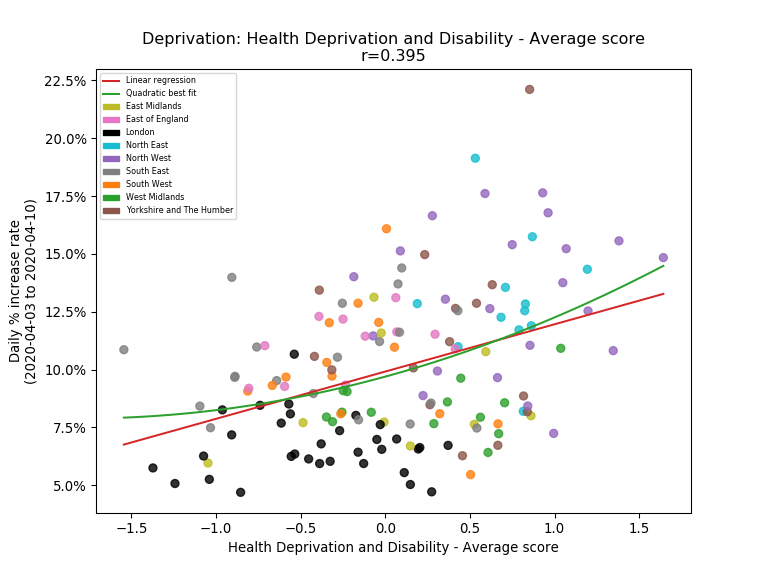 Deprivation: Health Deprivation and Disability - Average score
r=0.395
Daily % increase rate
(2020-04-03 to 2020-04-10)
22.5%
20.0%
17.5%
15.0%
12.5%
10.0%
7.5%
5.0%
Linear regression
Quadratic best fit
East Midlands
East of England
London
North East
North West
South East
South West
West Midlands
Yorkshire and The Humber
−1.5
−1.0
−0.5
0.0
0.5
1.0
1.5
Health Deprivation and Disability - Average score